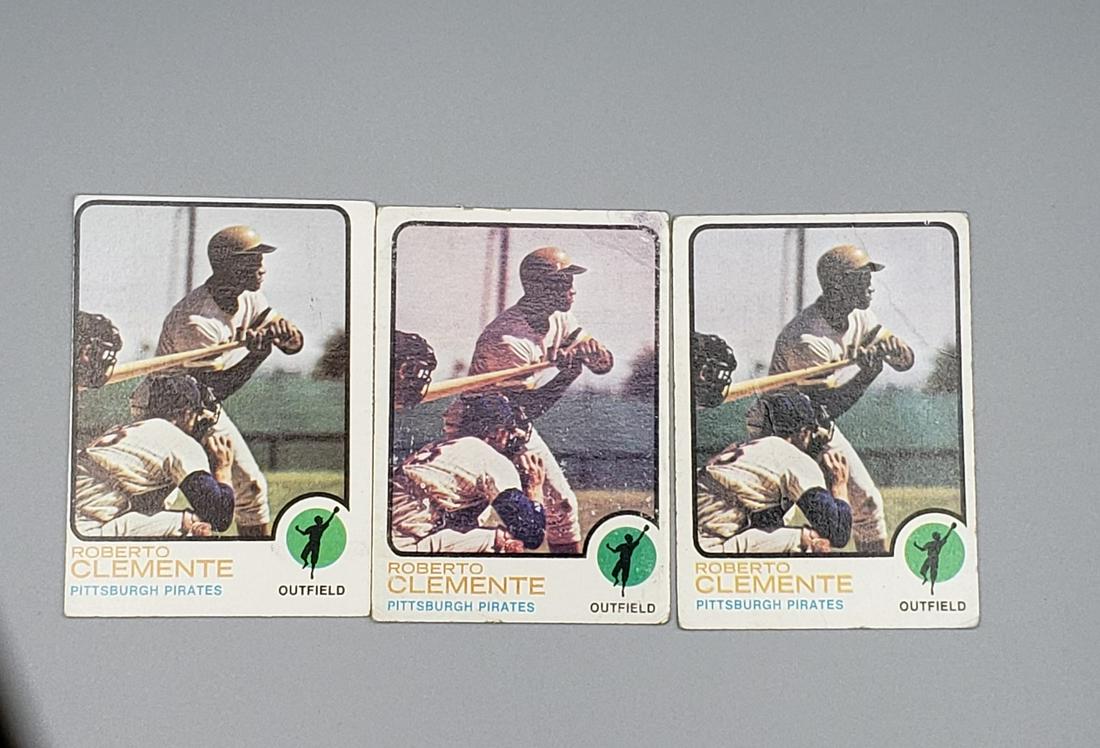 ROBERTO
CLEMENTE
PITTSBURGH PIRATES
OUTFIELD
ROBERTO
CLEMENTE
PITTSBURGH PIRATES
OUTFIELD
ROBERTO
CLEMENTE
PITTSBURGH PIRATES
OUTFIELD